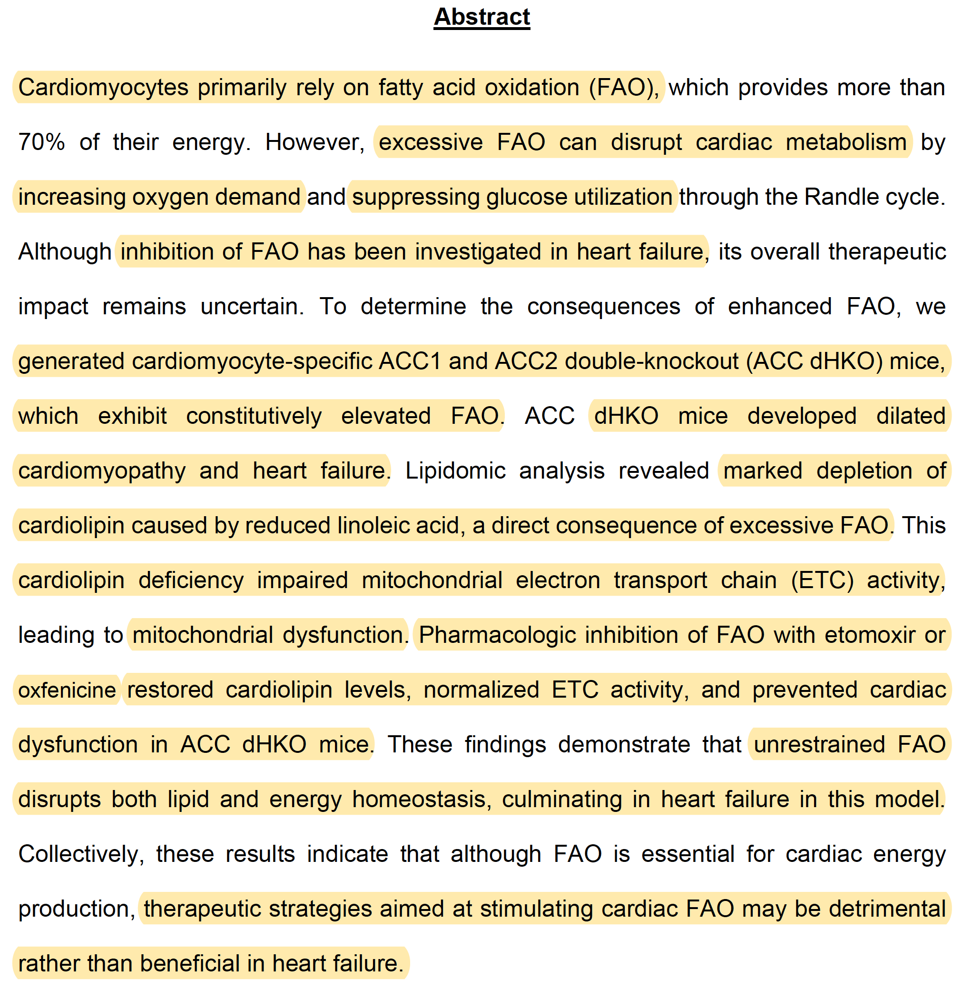 Abstract
Cardiomyocytes primarily rely on fatty acid oxidation (FAO), which provides more than
70% of their energy. However, excessive FAO can disrupt cardiac metabolism by
increasing oxygen demand and suppressing glucose utilization through the Randle cycle.
Although inhibition of FAO has been investigated in heart failure, its overall therapeutic
impact remains uncertain. To determine the consequences of enhanced FAO, we
generated cardiomyocyte-specific ACC1 and ACC2 double-knockout (ACC dHKO) mice,
which exhibit constitutively elevated FAO. ACC dHKO mice developed dilated
cardiomyopathy and heart failure. Lipidomic analysis revealed marked depletion of
cardiolipin caused by reduced linoleic acid, a direct consequence of excessive FAO. This
cardiolipin deficiency impaired mitochondrial electron transport chain (ETC) activity,
leading to mitochondrial dysfunction. Pharmacologic inhibition of FAO with etomoxir or
oxfenicine restored cardiolipin levels, normalized ETC activity, and prevented cardiac
dysfunction in ACC dHKO mice. These findings demonstrate that unrestrained FAO
disrupts both lipid and energy homeostasis, culminating in heart failure in this model.
Collectively, these results indicate that although FAO is essential for cardiac energy
production, therapeutic strategies aimed at stimulating cardiac FAO may be detrimental
rather than beneficial in heart failure.